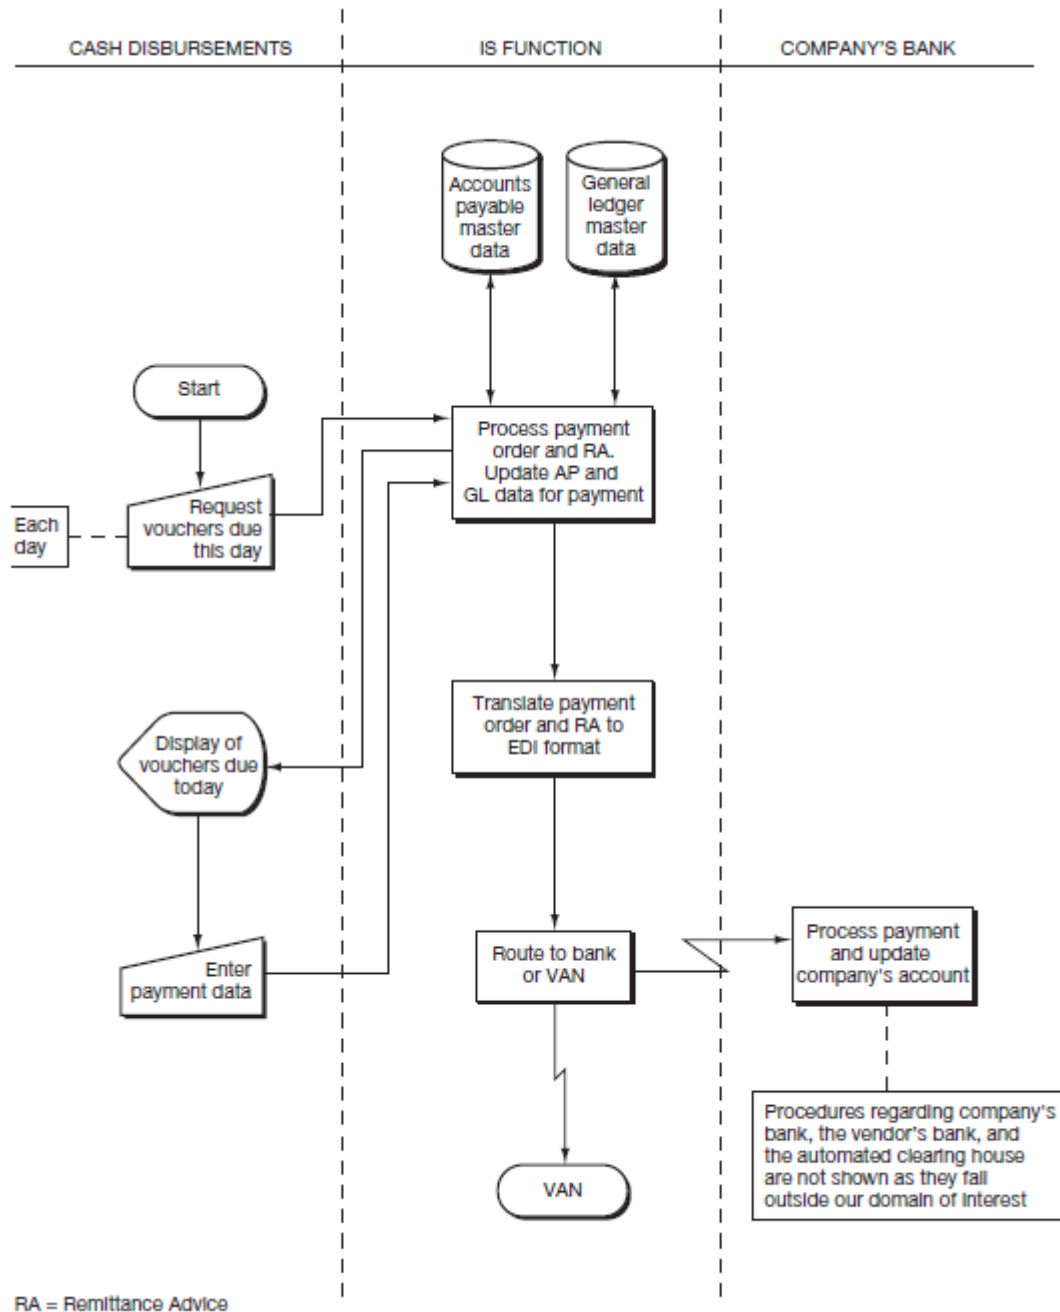 CASH DISBURSEMENTS
IS FUNCTION
COMPANY'S BANK
Accounts
payable
master
data
General
ledger
master
data
Start
Process payment
order and RA.
Update AP and
GL data for payment
Request
vouchers due
this day
Each
day
Translate payment
order and RA to
EDI format
Display of
vouchers due
today
Enter
payment data
Route to bank
or VAN
Process payment
and update
company's account
Procedures regarding company's
bank, the vendor's bank, and
the automated clearing house
are not shown as they fall
outside our domain of interest
VAN
RA = Remittance Advice